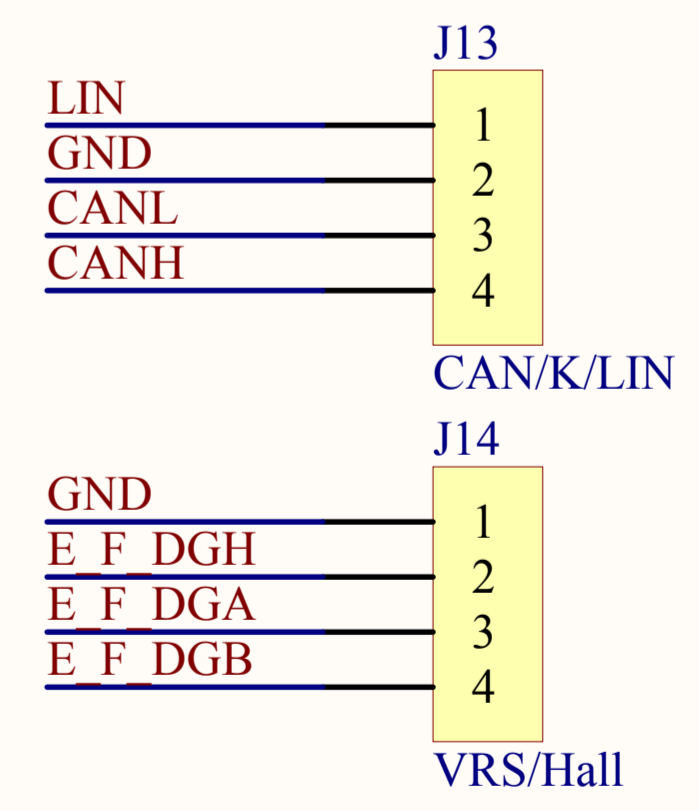 J13
LIN 1
GND 2
CANL 3
CANH 4
CAN/K/LIN
J14
GND 1
E_F_DGH 2
E_F_DGA 3
E_F_DGB 4
VRS/Hall